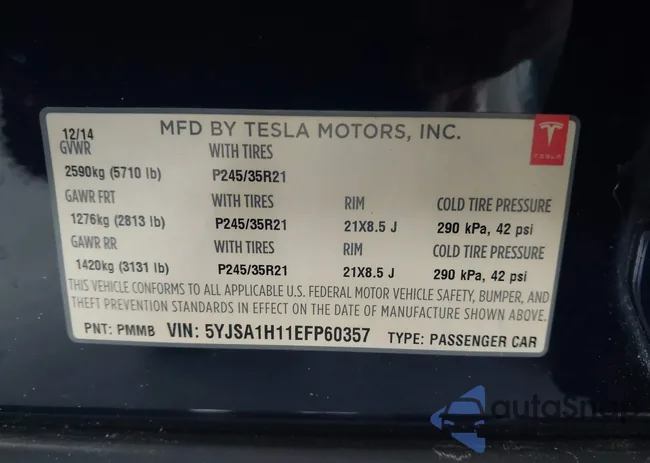 12/14 MFD BY TESLA MOTORS, INC.
TESLA
GVWR WITH TIRES
2590kg (5710 lb) P245/35R21
GAWR FRT WITH TIRES RIM COLD TIRE PRESSURE
1276kg (2813 lb) P245/35R21 21X8.5 J 290 kPa, 42 psi
GAWR RR WITH TIRES RIM COLD TIRE PRESSURE
1420kg (3131 lb) P245/35R21 21X8.5 J 290 kPa, 42 psi
THIS VEHICLE CONFORMS TO ALL APPLICABLE U.S. FEDERAL MOTOR VEHICLE SAFETY, BUMPER, AND
THEFT PREVENTION STANDARDS IN EFFECT ON THE DATE OF MANUFACTURE SHOWN ABOVE.
PNT: PMMB VIN: 5YJSA1H11EFP60357 TYPE: PASSENGER CAR
autoSnap